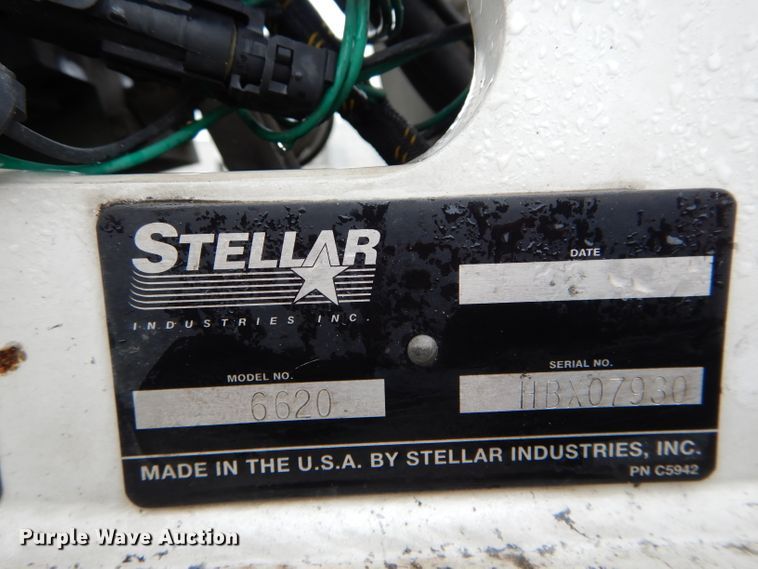 STELLAR
INDUSTRIES INC.
DATE
MODEL NO.
6620
SERIAL NO.
HBX07930
MADE IN THE U.S.A. BY STELLAR INDUSTRIES, INC.
PN C5942
Purple Wave Auction